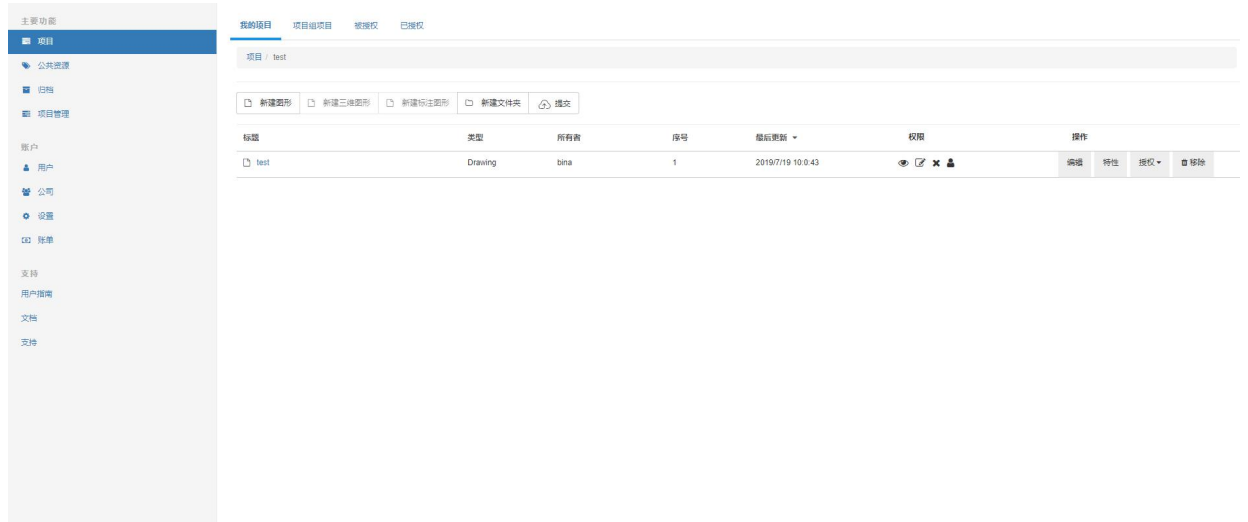 主要功能
项目
公共资源
归档
项目管理
账户
用户
公司
设置
账单
支持
用户指南
文档
支持
我的项目 项目组项目 被授权 已授权
项目 / test
新建图形 新建三维图形 新建标注图形 新建文件夹 提交
标题 类型 所有者 序号 最后更新 权限 操作
test Drawing bina 1 2019/7/19 10:0:43 编辑 特性 授权 移除